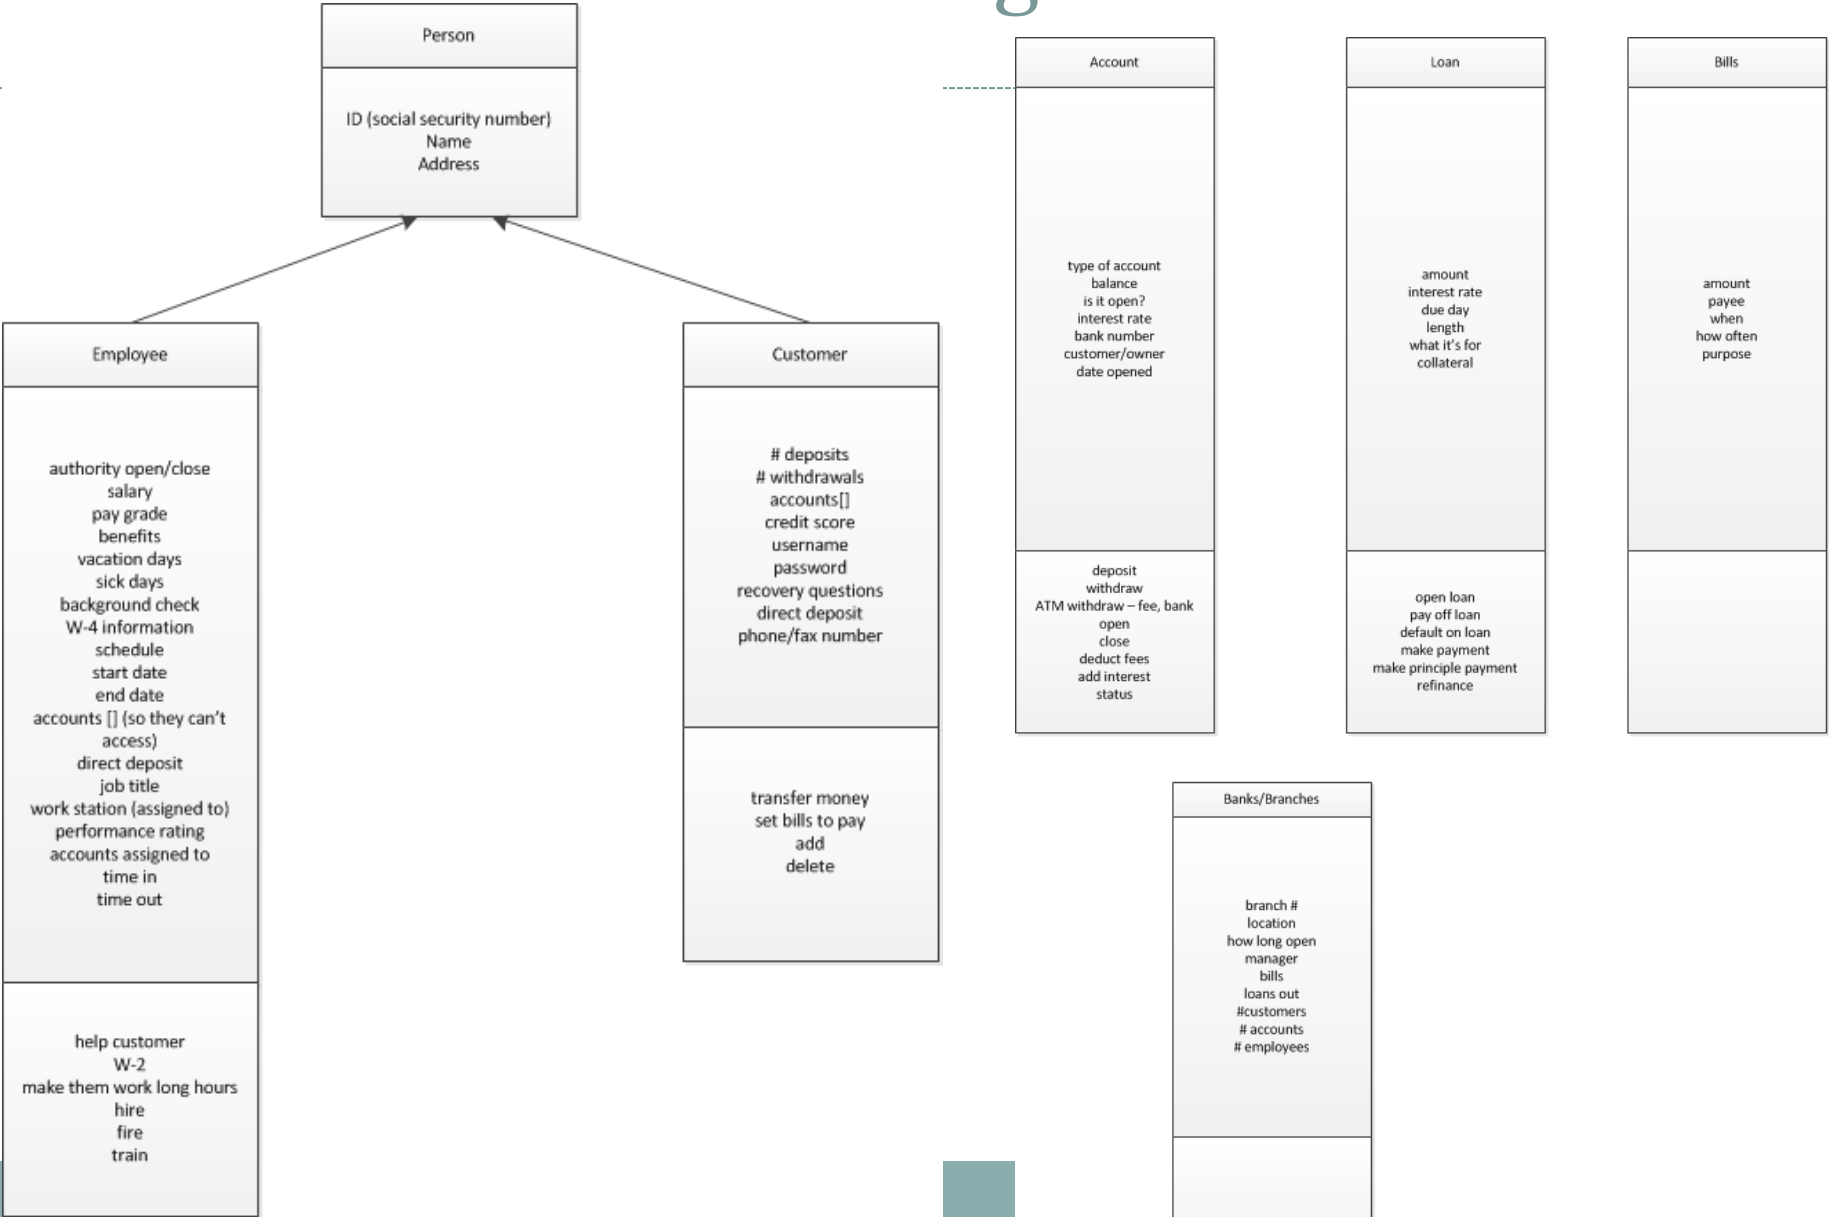 Person
ID (social security number)
Name
Address
Employee
authority open/close
salary
pay grade
benefits
vacation days
sick days
background check
W-4 information
schedule
start date
end date
accounts [] (so they can't
access)
direct deposit
job title
work station (assigned to)
performance rating
accounts assigned to
time in
time out
help customer
W-2
make them work long hours
hire
fire
train
Customer
# deposits
# withdrawals
accounts[]
credit score
username
password
recovery questions
direct deposit
phone/fax number
transfer money
set bills to pay
add
delete
Account
type of account
balance
is it open?
interest rate
bank number
customer/owner
date opened
deposit
withdraw
ATM withdraw – fee, bank
open
close
deduct fees
add interest
status
Loan
amount
interest rate
due day
length
what it's for
collateral
open loan
pay off loan
default on loan
make payment
make principle payment
refinance
Bills
amount
payee
when
how often
purpose
Banks/Branches
branch #
location
how long open
manager
bills
loans out
#customers
# accounts
# employees